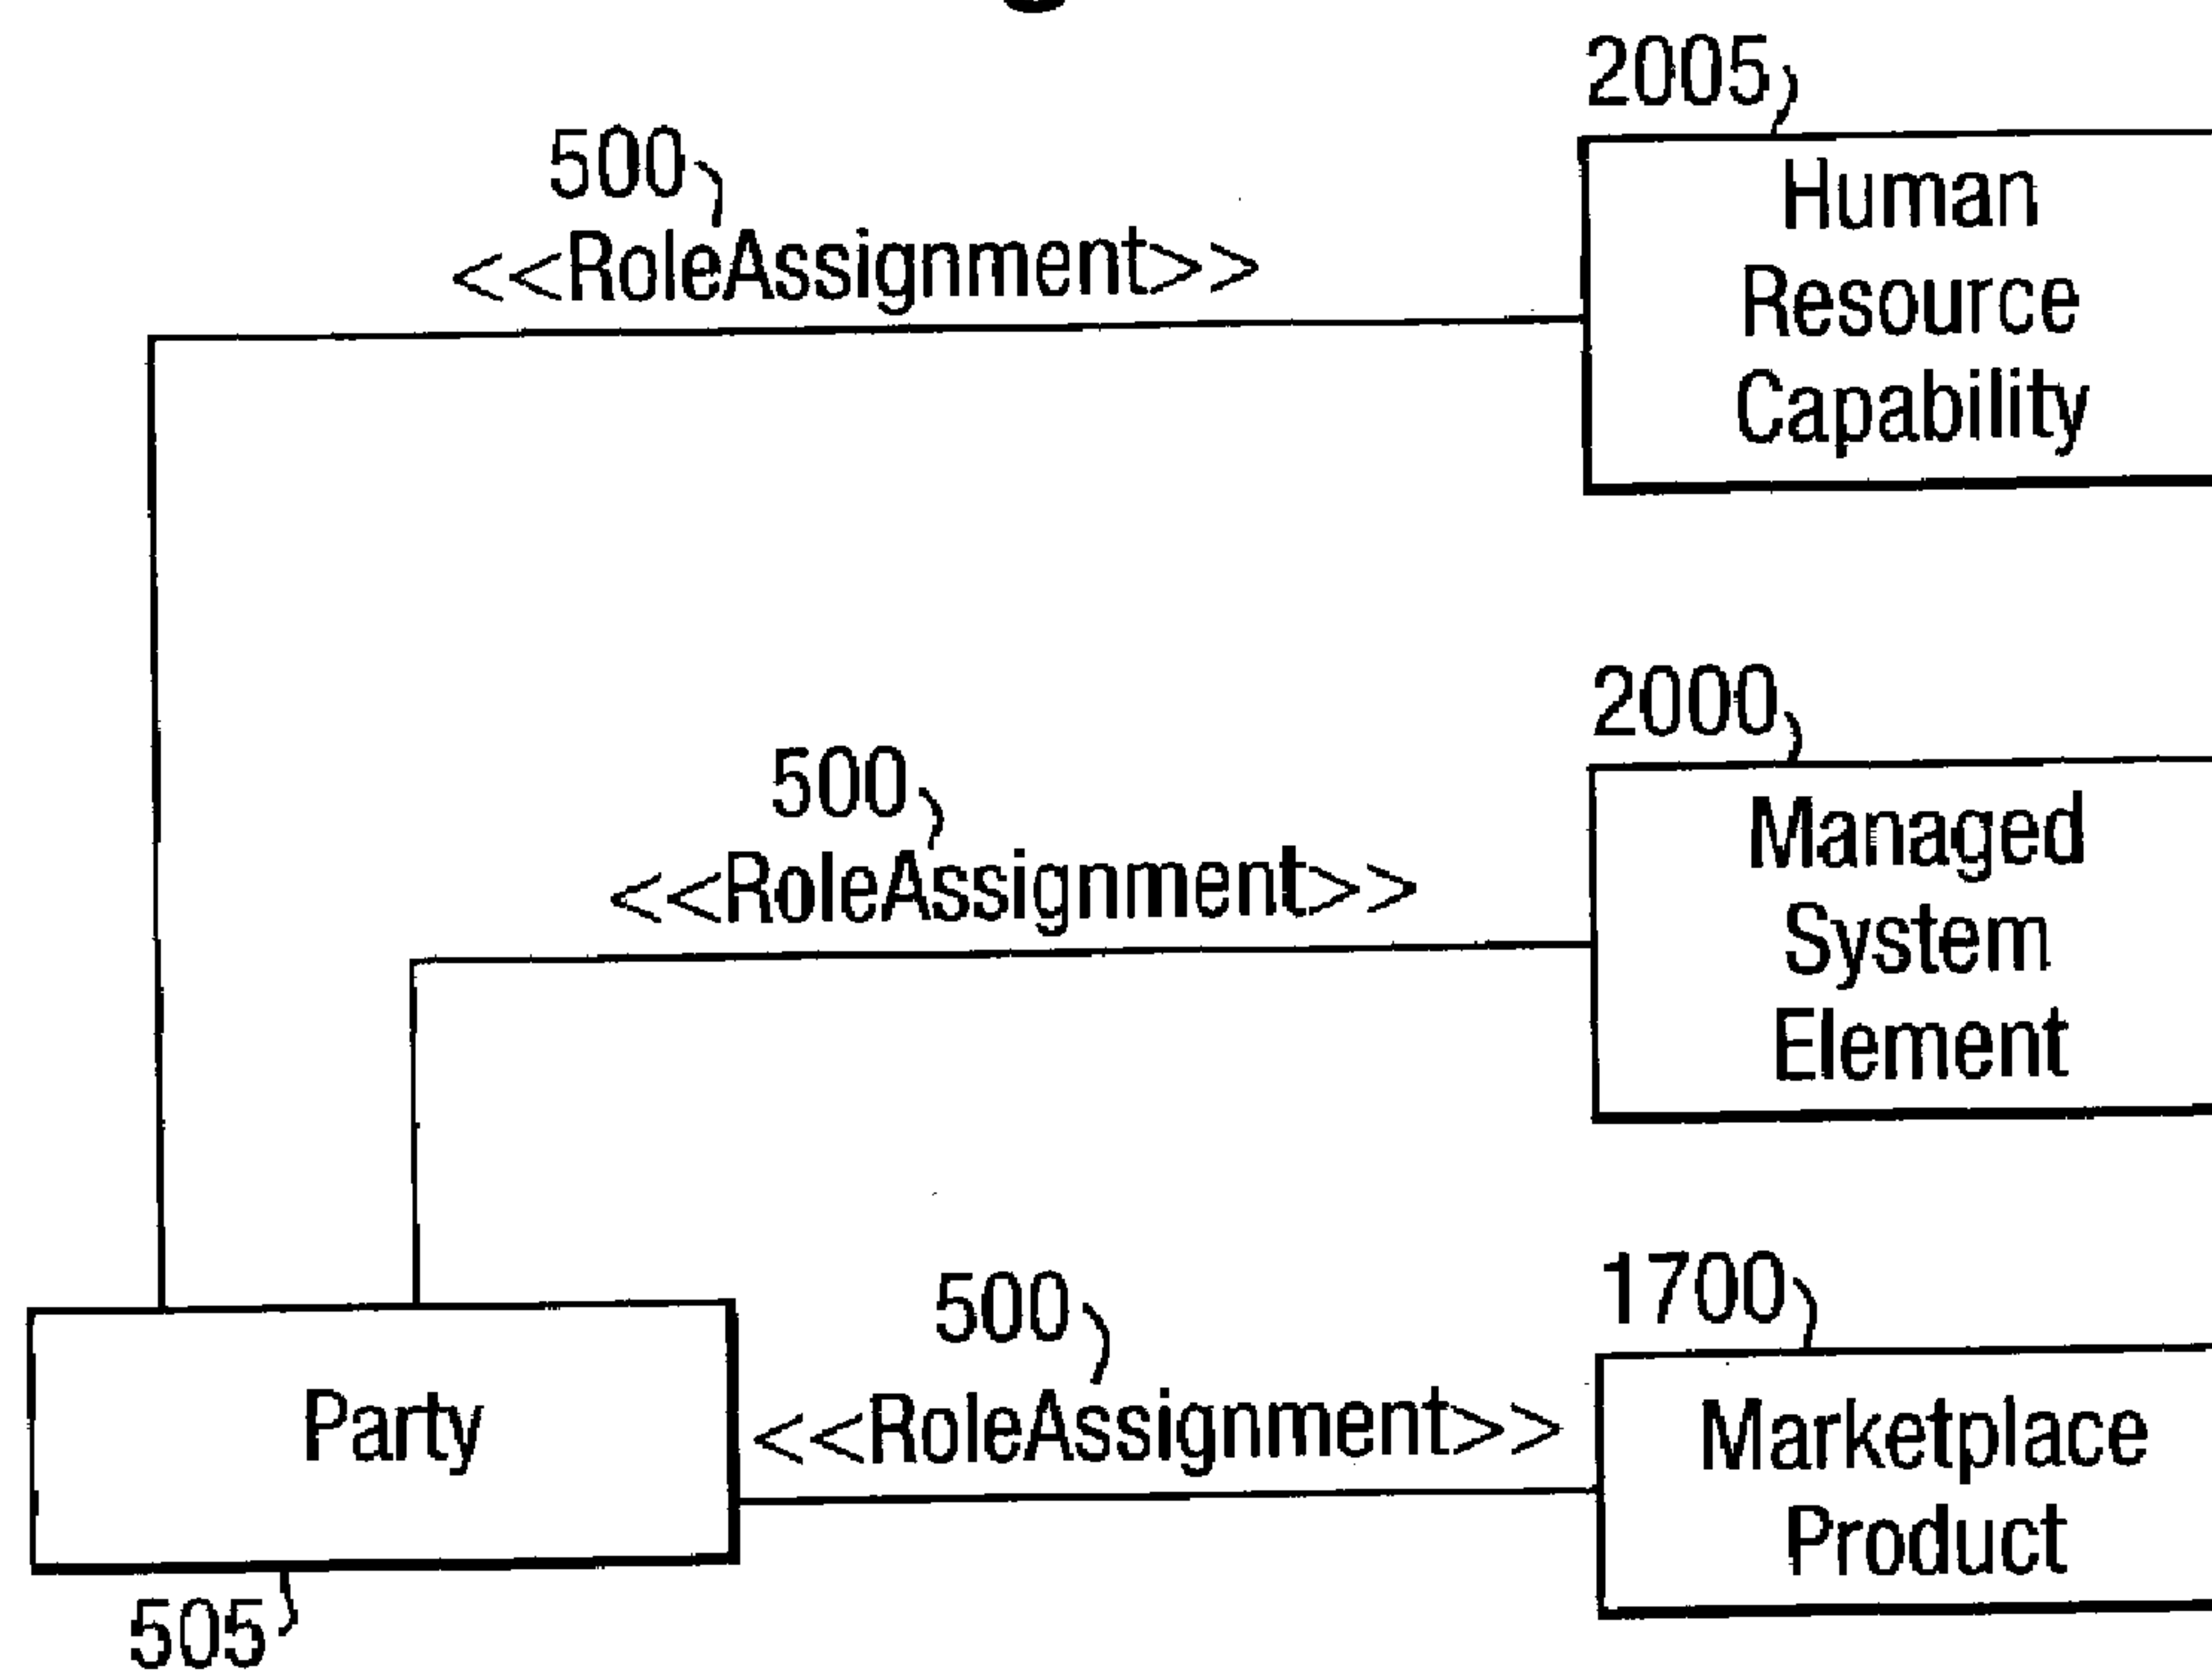 2005
500
<<RoleAssignment>>
Human
Resource
Capability
2000
500
<<RoleAssignment>>
Managed
System
Element
1700
500
<<RoleAssignment>>
Party
Marketplace
Product
505